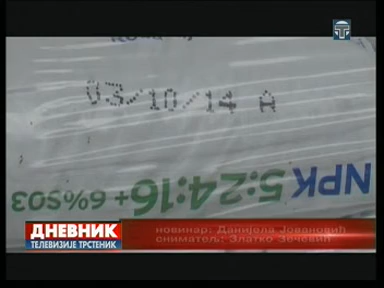 03/10/14 A
NPK 5:24:16 + 6%SO3
новинар: Данијела Јовановић
сниматељ: Златко Зечевић
ДНЕВНИК
ТЕЛЕВИЗИЈЕ ТРСТЕНИК